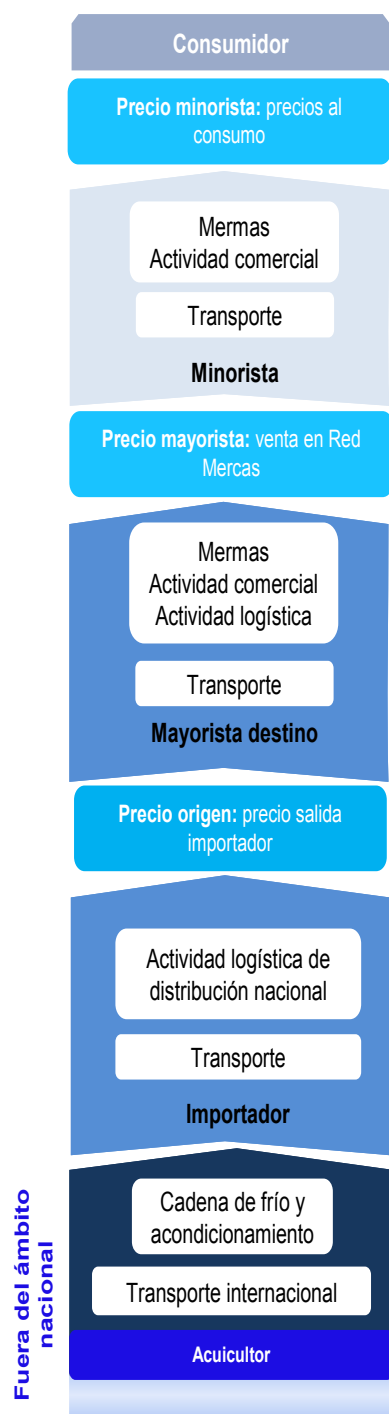 Consumidor
Precio minorista: precios al
consumo
Mermas
Actividad comercial
Transporte
Minorista
Precio mayorista: venta en Red
Mercas
Mermas
Actividad comercial
Actividad logística
Transporte
Mayorista destino
Precio origen: precio salida
importador
Actividad logística de
distribución nacional
Transporte
Importador
Cadena de frío y
acondicionamiento
Transporte internacional
Acuicultor
Fuera del ámbito
nacional